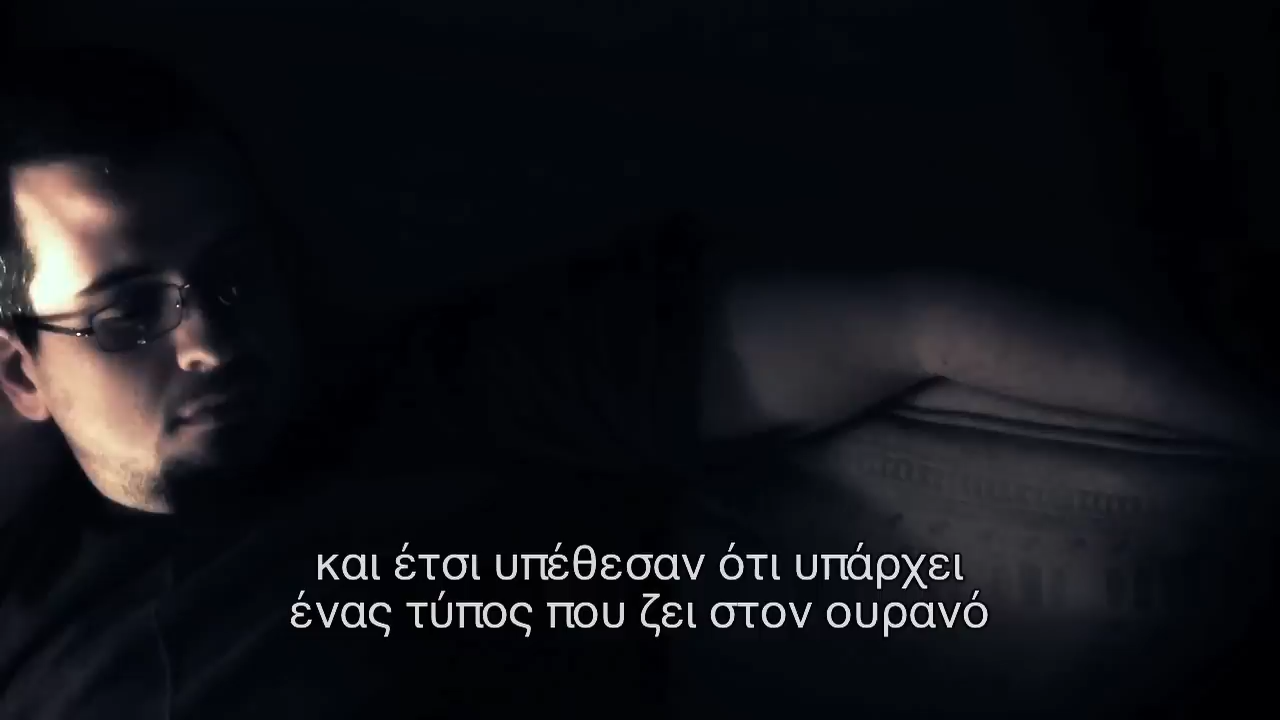 και έτσι υπέθεσαν ότι υπάρχει
ένας τύπος που ζει στον ουρανό